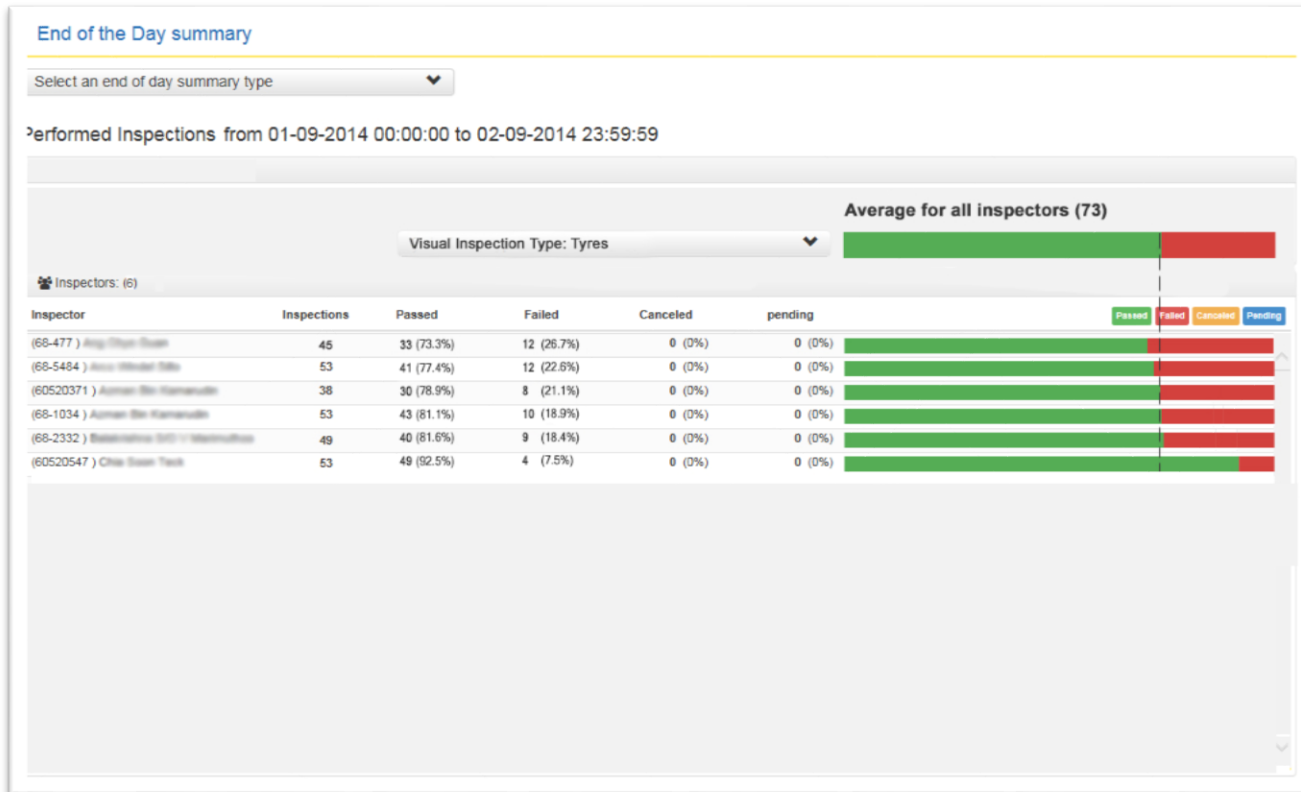 End of the Day summary
Select an end of day summary type
Performed Inspections from 01-09-2014 00:00:00 to 02-09-2014 23:59:59
Average for all inspectors (73)
Visual Inspection Type: Tyres
Inspectors: (6)
Inspector Inspections Passed Failed Canceled pending Passed Failed Canceled Pending
(68-477 ) 45 33 (73.3%) 12 (26.7%) 0 (0%) 0 (0%)
(68-5484 ) 53 41 (77.4%) 12 (22.6%) 0 (0%) 0 (0%)
(60520371 ) 38 30 (78.9%) 8 (21.1%) 0 (0%) 0 (0%)
(68-1034 ) 53 43 (81.1%) 10 (18.9%) 0 (0%) 0 (0%)
(68-2332 ) 49 40 (81.6%) 9 (18.4%) 0 (0%) 0 (0%)
(60520547 ) 53 49 (92.5%) 4 (7.5%) 0 (0%) 0 (0%)